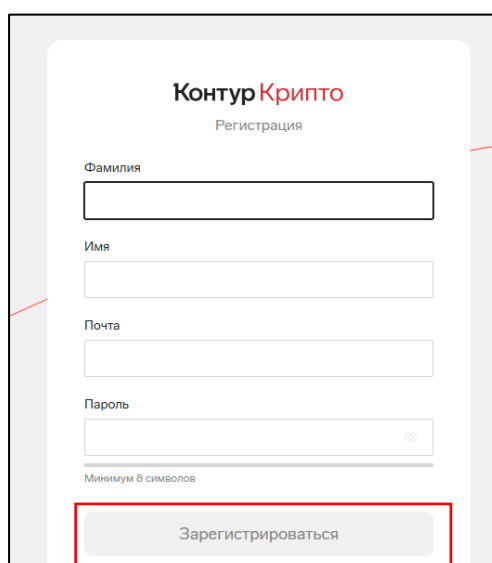 Контур Крипто
Регистрация
Фамилия
Имя
Почта
Пароль
Минимум 8 символов
Зарегистрироваться